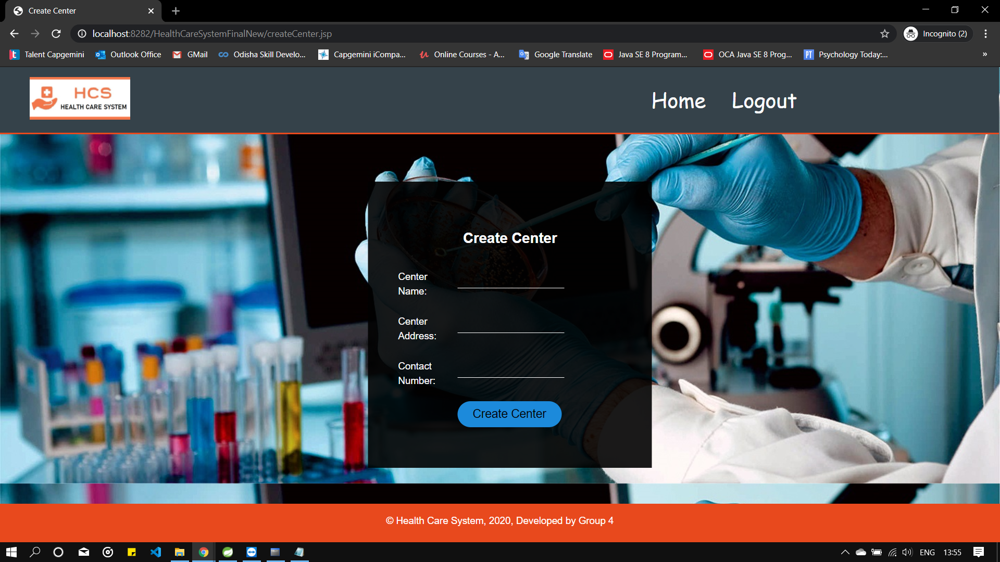 Create Center
localhost:8282/HealthCareSystemFinalNew/createCenter.jsp
Incognito (2)
Talent Capgemini
Outlook Office
GMail
Odisha Skill Develo...
Capgemini iCompa...
Online Courses - A...
Google Translate
Java SE 8 Program...
OCA Java SE 8 Prog...
PT Psychology Today:...
»
HCS
HEALTH CARE SYSTEM
Home
Logout
Create Center
Center
Name:
Center
Address:
Contact
Number:
Create Center
© Health Care System, 2020, Developed by Group 4
ENG
13:55